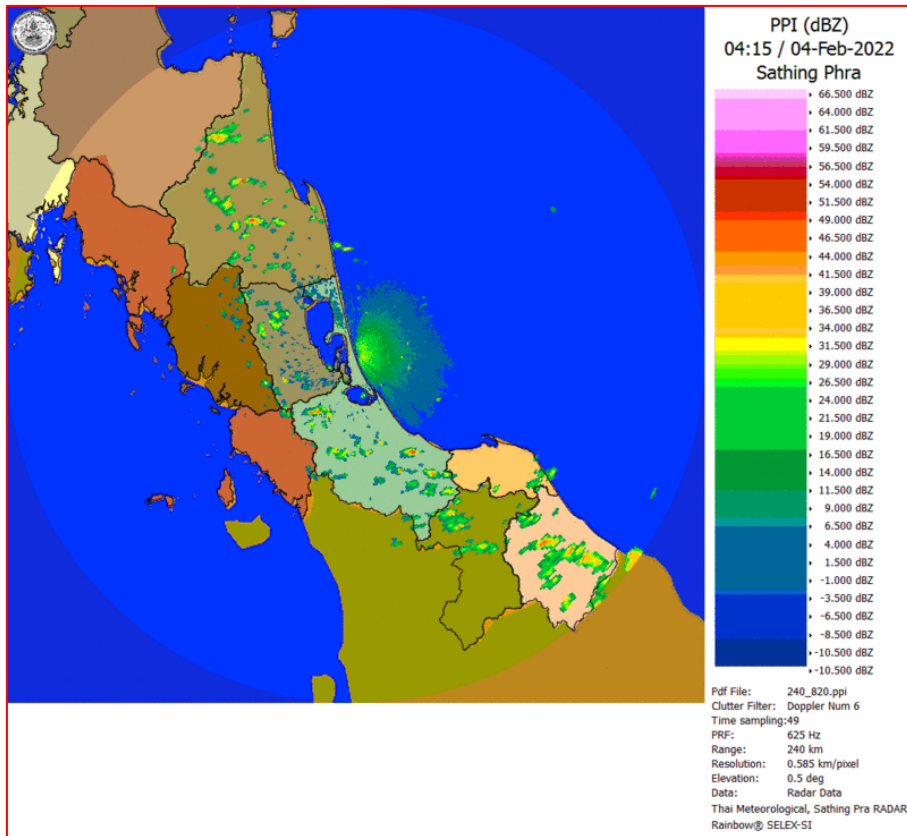 PPI (dBZ)
04:15 / 04-Feb-2022
Sathing Phra
66.500 dBZ
64.000 dBZ
61.500 dBZ
59.500 dBZ
56.500 dBZ
54.000 dBZ
51.500 dBZ
49.000 dBZ
46.500 dBZ
44.000 dBZ
41.500 dBZ
39.000 dBZ
36.500 dBZ
34.000 dBZ
31.500 dBZ
29.000 dBZ
26.500 dBZ
24.000 dBZ
21.500 dBZ
19.000 dBZ
16.500 dBZ
14.000 dBZ
11.500 dBZ
9.000 dBZ
6.500 dBZ
4.000 dBZ
1.500 dBZ
-1.000 dBZ
-3.500 dBZ
-6.500 dBZ
-8.500 dBZ
-10.500 dBZ
-10.500 dBZ
Pdf File: 240_820.ppi
Clutter Filter: Doppler Num 6
Time sampling:49
PRF: 625 Hz
Range: 240 km
Resolution: 0.585 km/pixel
Elevation: 0.5 deg
Data: Radar Data
Thai Meteorological, Sathing Pra RADAR
Rainbow® SELEX-SI